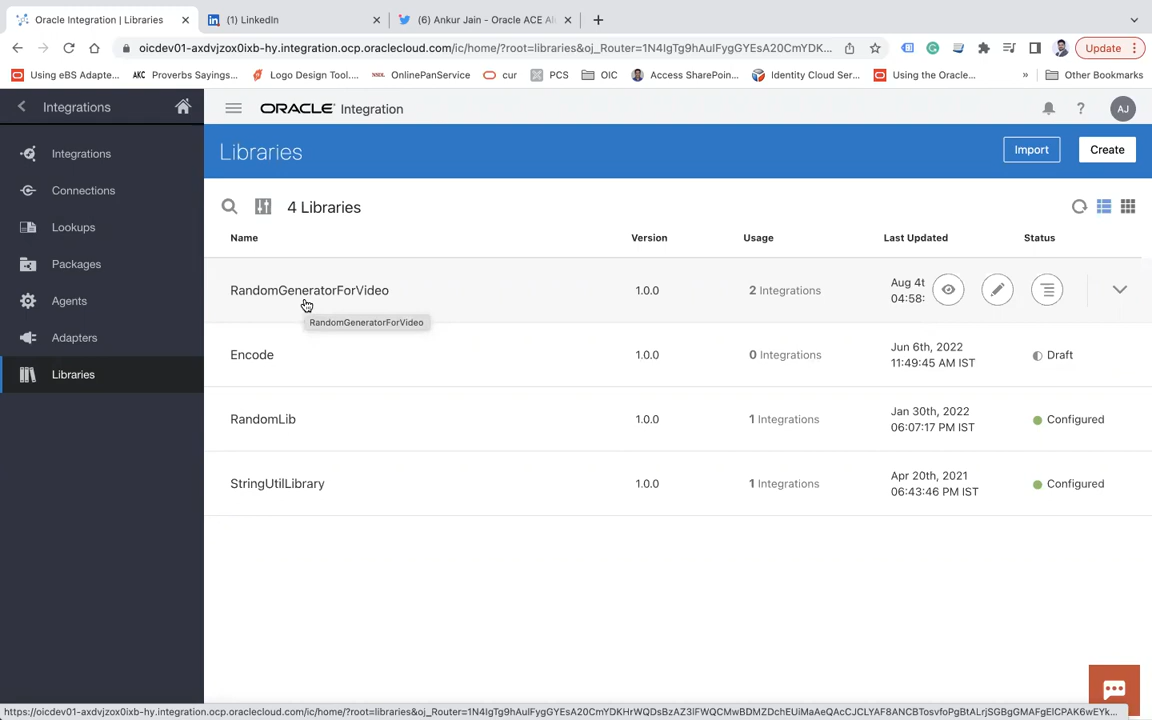 Oracle Integration | Libraries
(1) LinkedIn
(6) Ankur Jain - Oracle ACE Al
oicdev01-axdvjzox0ixb-hy.integration.ocp.oraclecloud.com/ic/home/?root=libraries&oj_Router=1N4IgTg9hAulFygGYEsA20CmYDK...
Update
Using eBS Adapte...
AKC Proverbs Sayings...
Logo Design Tool....
OnlinePanService
cur
PCS
OIC
Access SharePoin...
Identity Cloud Ser...
Using the Oracle...
»
Other Bookmarks
Integrations
ORACLE Integration
?
AJ
Integrations
Connections
Lookups
Packages
Agents
Adapters
Libraries
Libraries
Import
Create
4 Libraries
Name Version Usage Last Updated Status
RandomGeneratorForVideo 1.0.0 2 Integrations Aug 4t
04:58:
RandomGeneratorForVideo
Encode 1.0.0 0 Integrations Jun 6th, 2022 Draft
11:49:45 AM IST
RandomLib 1.0.0 1 Integrations Jan 30th, 2022 Configured
06:07:17 PM IST
StringUtilLibrary 1.0.0 1 Integrations Apr 20th, 2021 Configured
06:43:46 PM IST